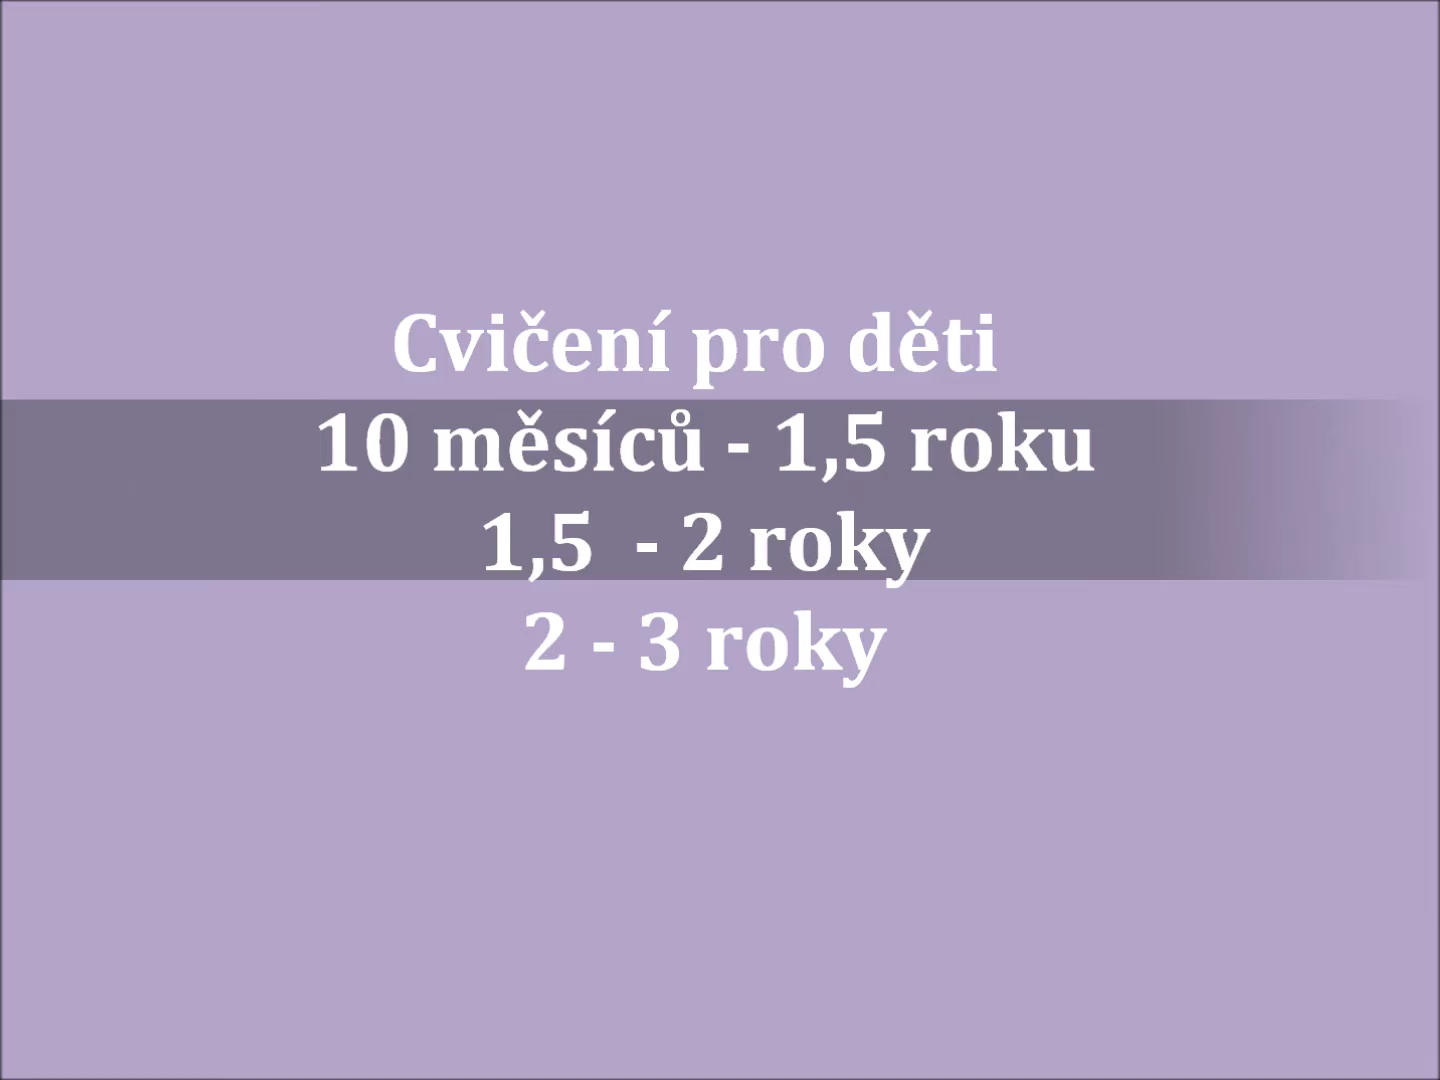 Cvičení pro děti
10 měsíců - 1,5 roku
1,5 - 2 roky
2 - 3 roky